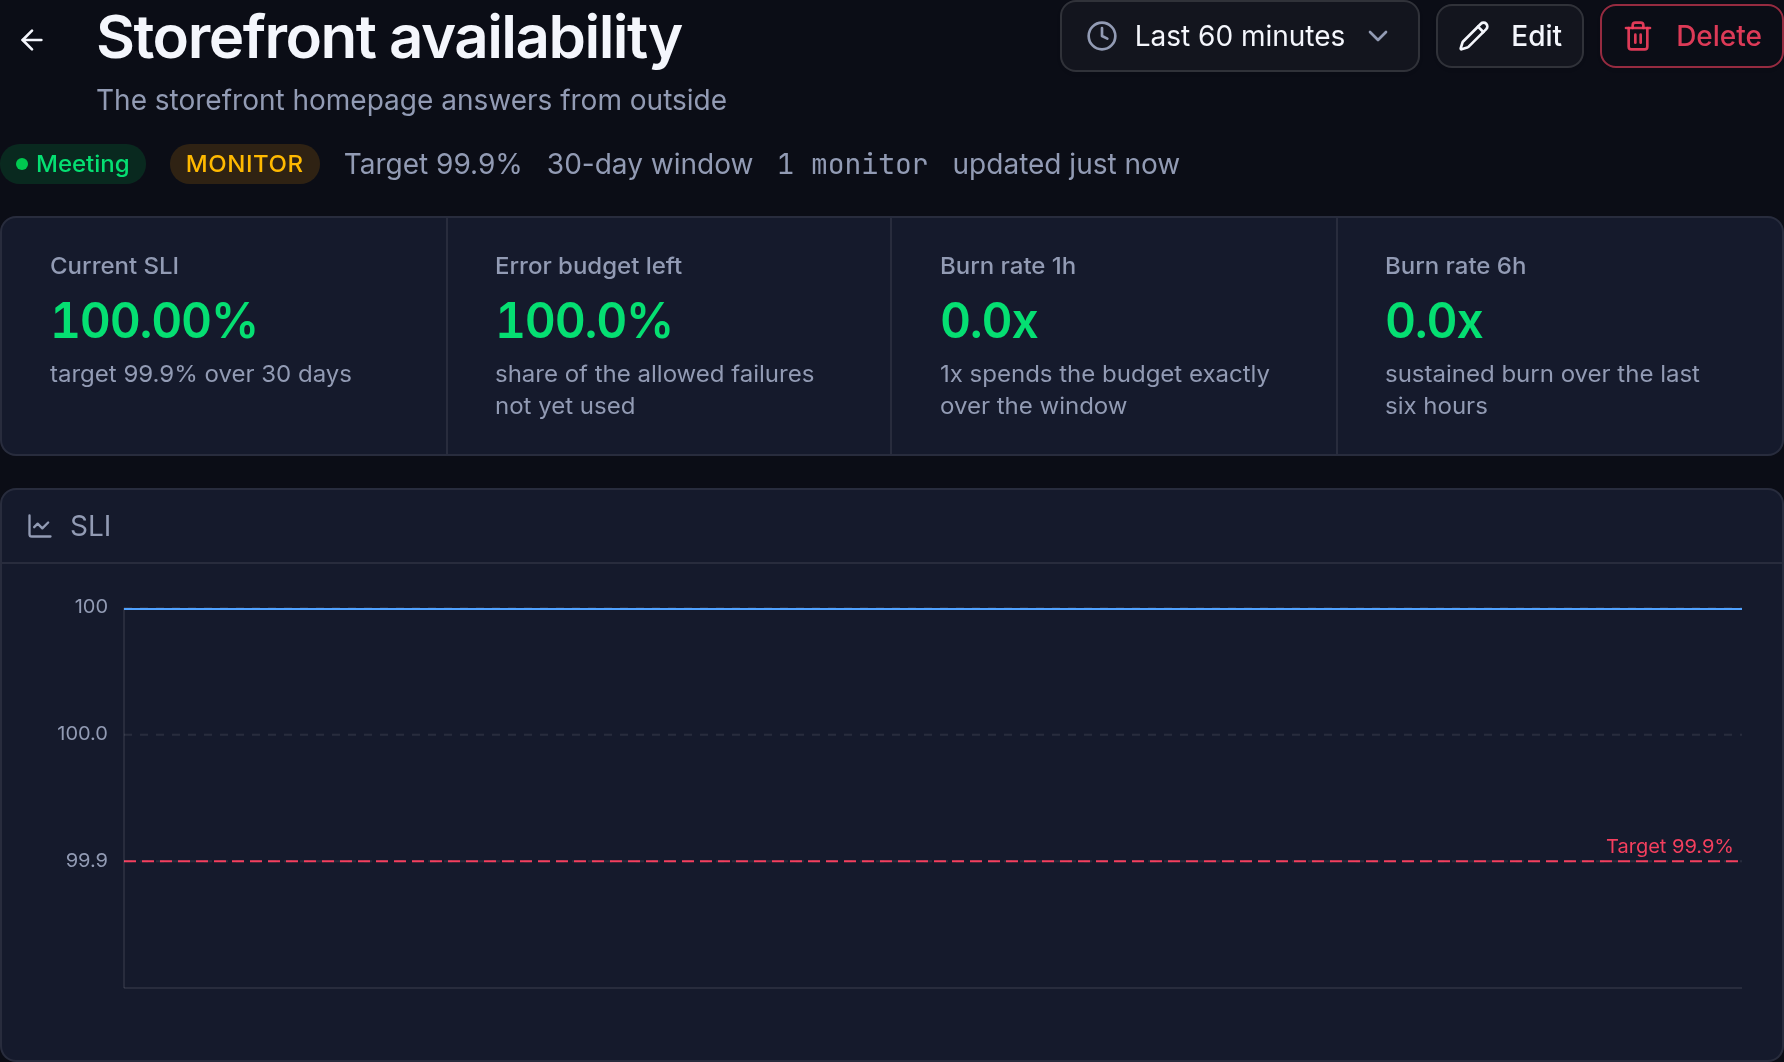 Storefront availability
Last 60 minutes
Edit
Delete
The storefront homepage answers from outside
Meeting
MONITOR
Target 99.9%
30-day window
1 monitor
updated just now
Current SLI
100.00%
target 99.9% over 30 days
Error budget left
100.0%
share of the allowed failures
not yet used
Burn rate 1h
0.0x
1x spends the budget exactly
over the window
Burn rate 6h
0.0x
sustained burn over the last
six hours
SLI
100
100.0
99.9
Target 99.9%